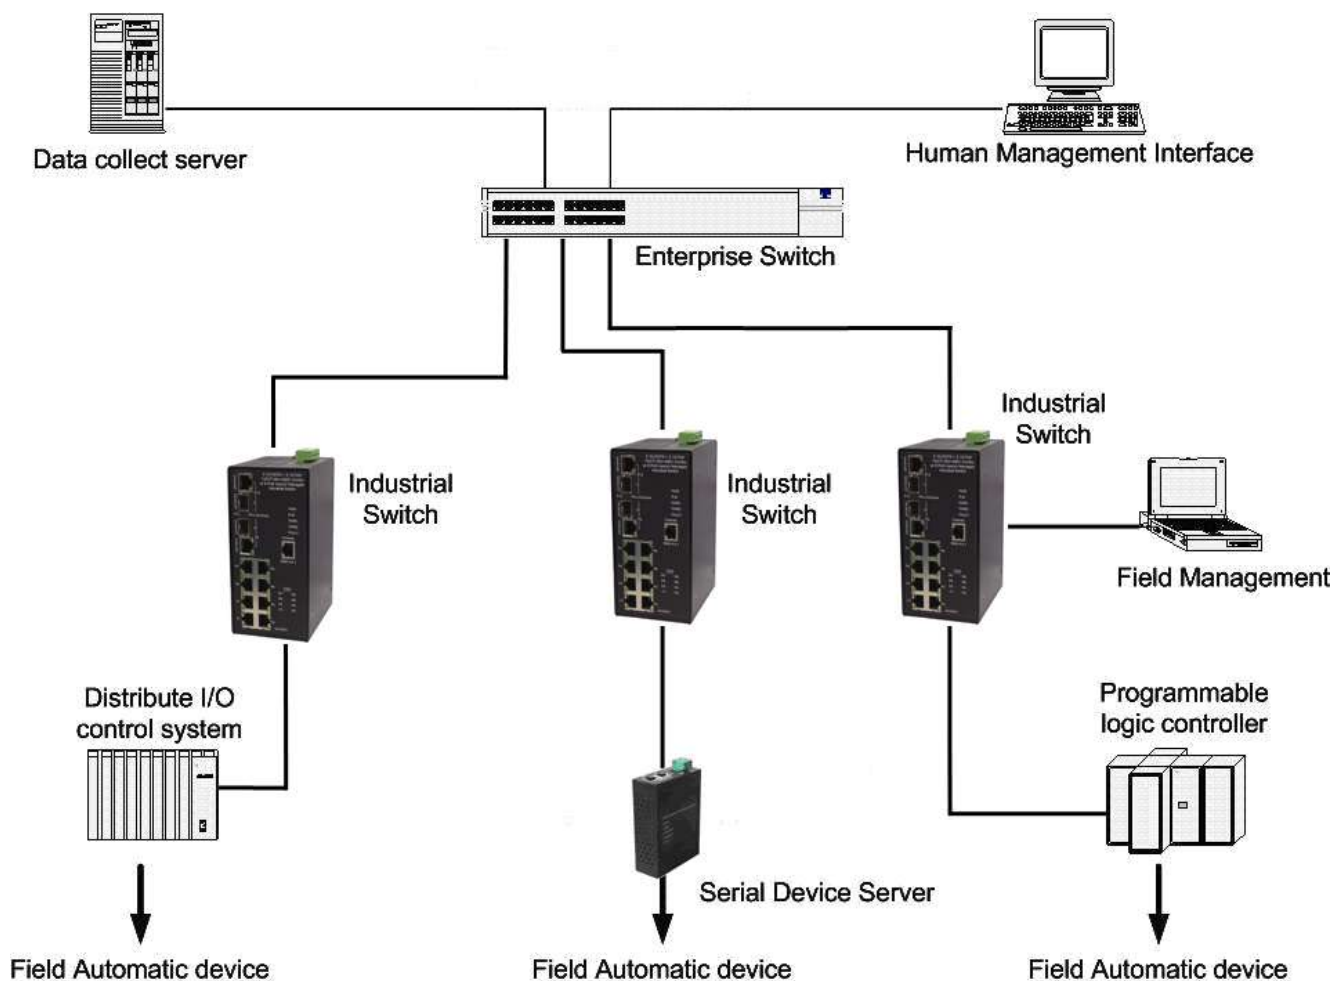 Data collect server
Human Management Interface
Enterprise Switch
Industrial
Switch
Industrial
Switch
Industrial
Switch
Field Management
Distribute I/O
control system
Programmable
logic controller
Serial Device Server
Field Automatic device
Field Automatic device
Field Automatic device